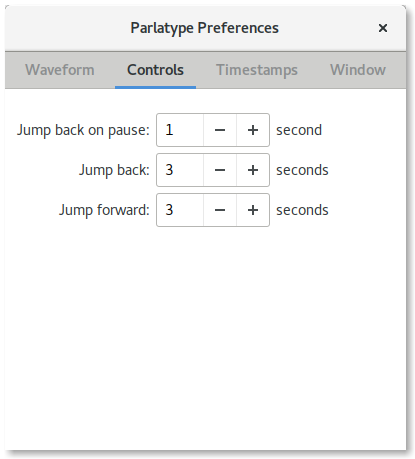 Parlatype Preferences
Waveform Controls Timestamps Window
Jump back on pause: 1 second
Jump back: 3 seconds
Jump forward: 3 seconds